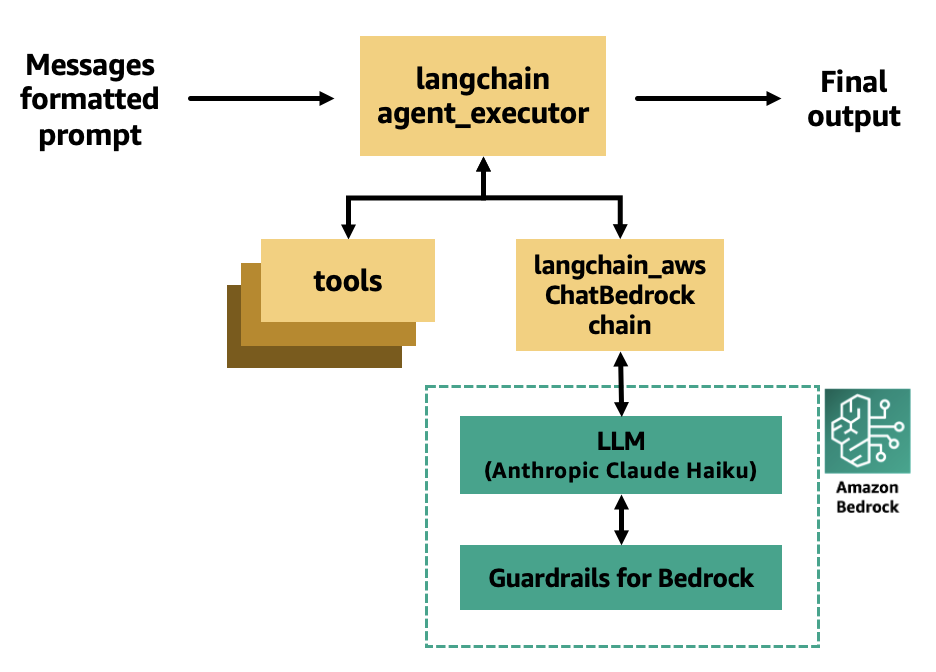 Messages
formatted
prompt
langchain
agent_executor
Final
output
tools
langchain_aws
ChatBedrock
chain
LLM
(Anthropic Claude Haiku)
Amazon
Bedrock
Guardrails for Bedrock